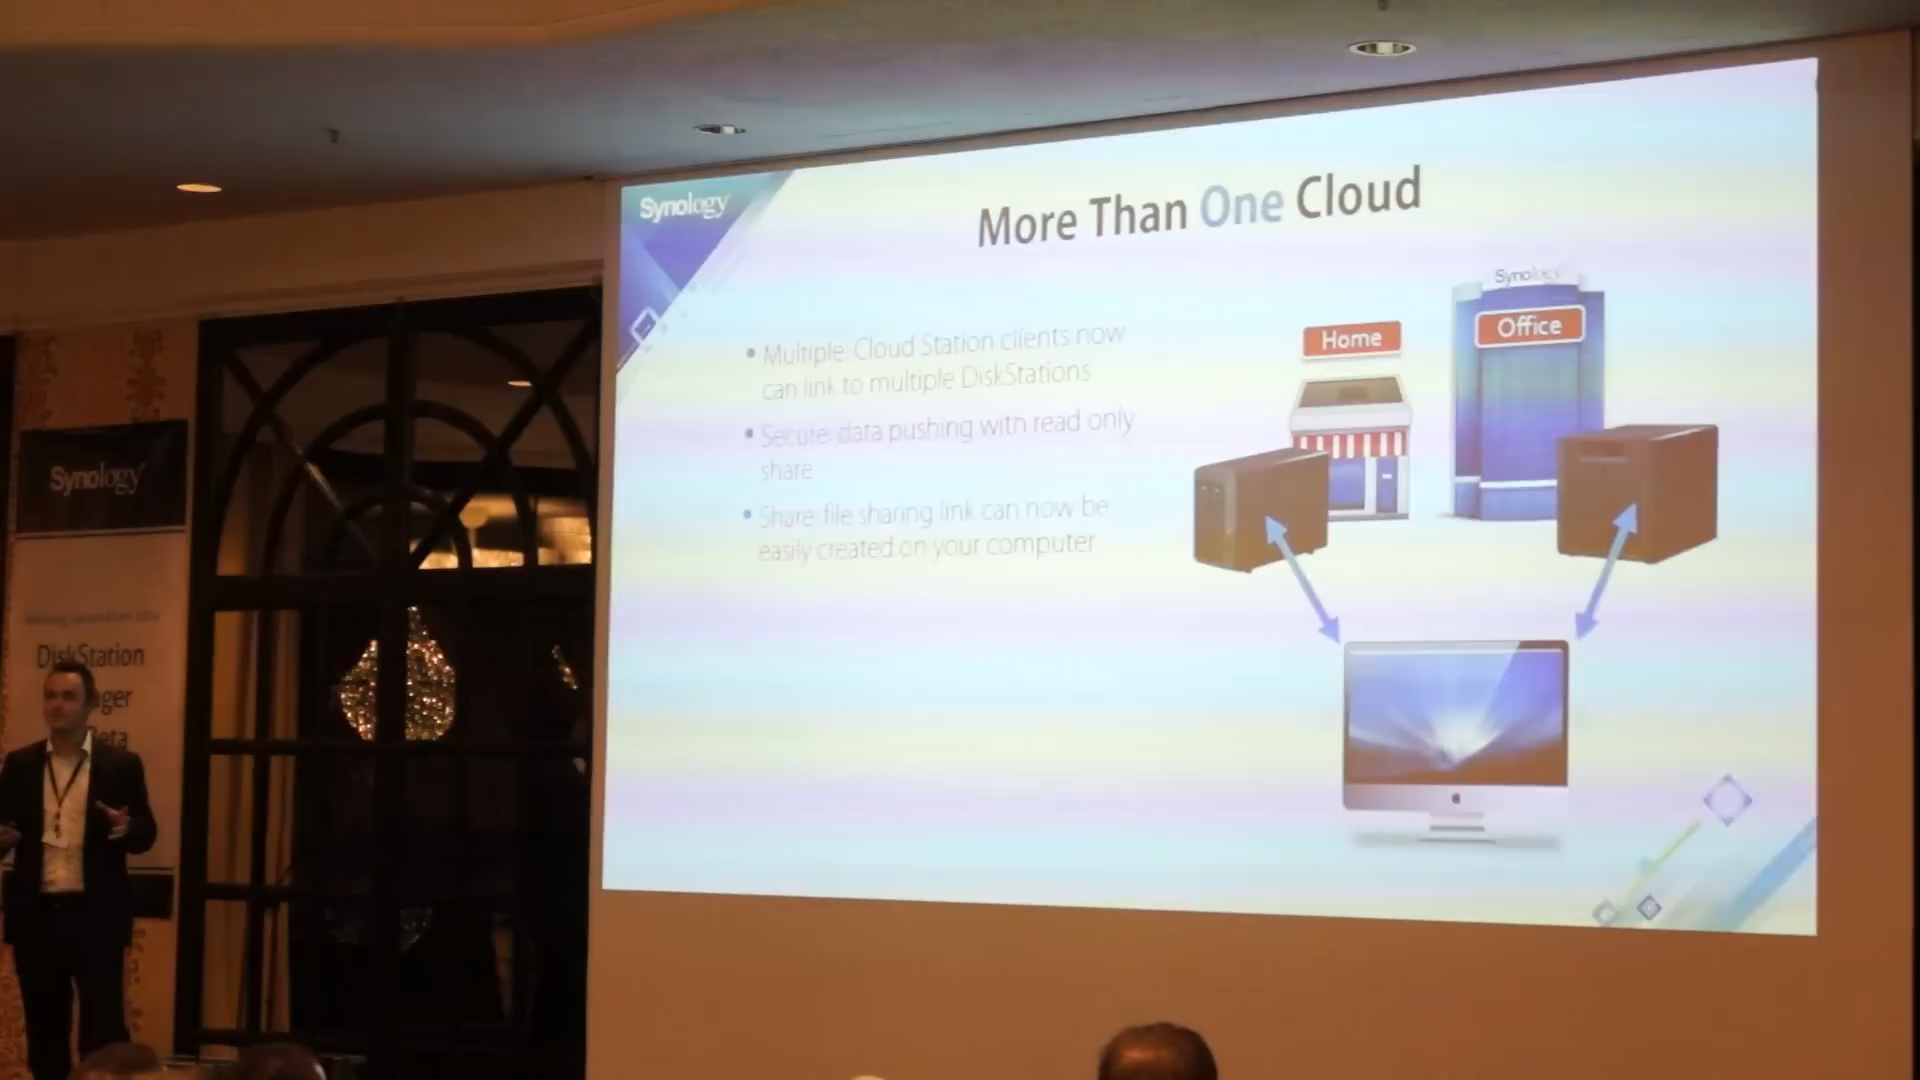 Synology
More Than One Cloud
• Multiple: Cloud Station clients now
can link to multiple DiskStations
• Secure: data pushing with read only
share
• Share: file sharing link can now be
easily created on your computer
Home
Synology
Office
Synology
DiskStation